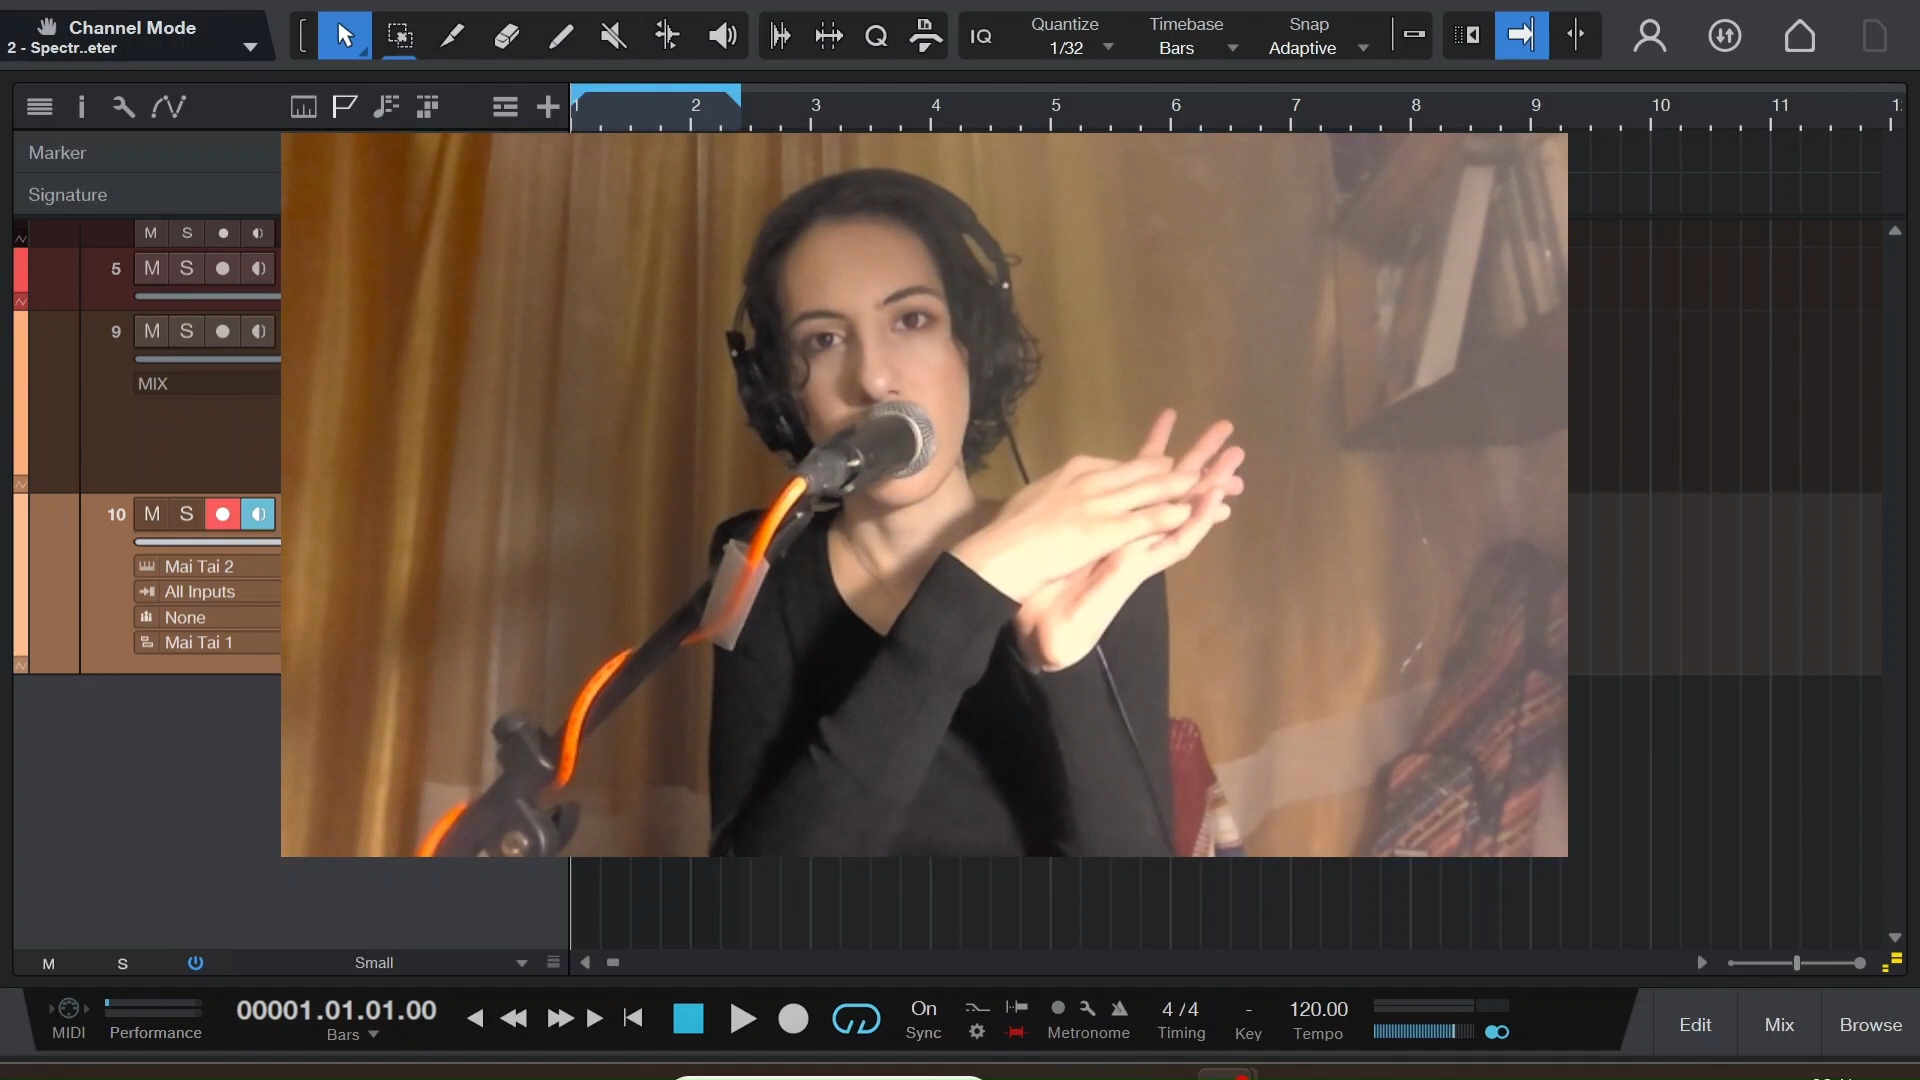 Channel Mode
2 - Spectr..eter
IQ
Quantize
1/32
Timebase
Bars
Snap
Adaptive
1 2 3 4 5 6 7 8 9 10 11
Marker
Signature
M S
5 M S
9 M S
MIX
10 M S
Mai Tai 2
All Inputs
None
Mai Tai 1
M S Small
MIDI
Performance
00001.01.01.00
Bars
On
Sync
Metronome
4 / 4
Timing
-
Key
120.00
Tempo
Edit
Mix
Browse